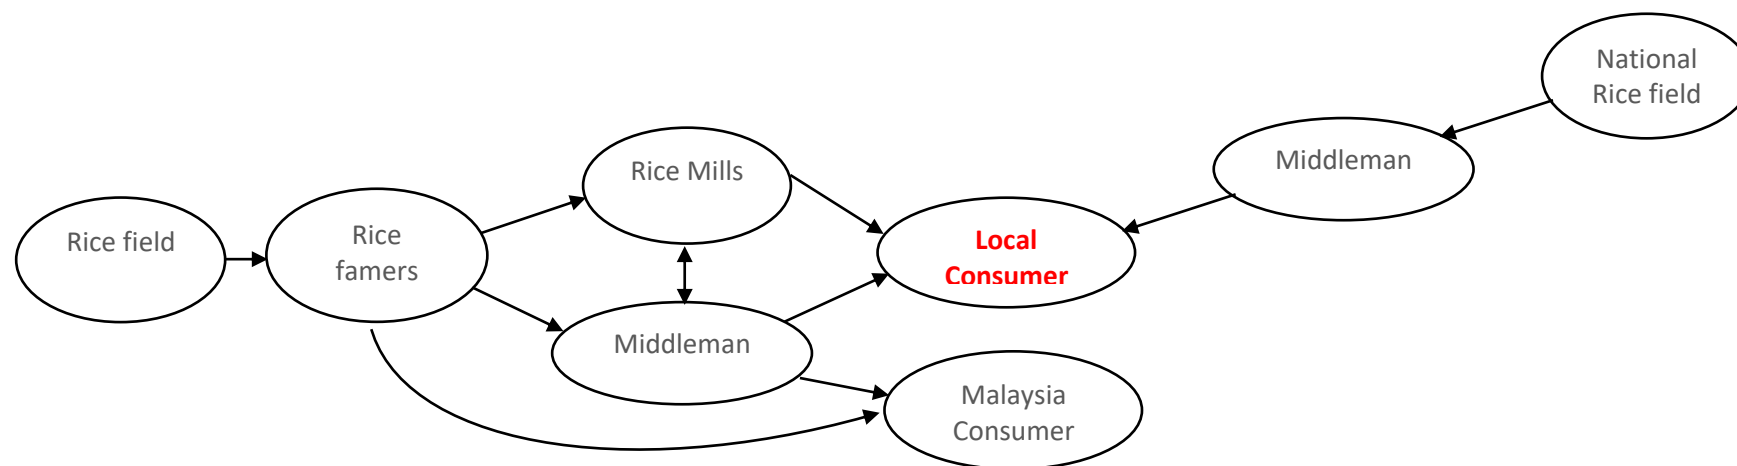 National
Rice field
Middleman
Rice Mills
Rice field
Rice
famers
Local
Consumer
Middleman
Malaysia
Consumer